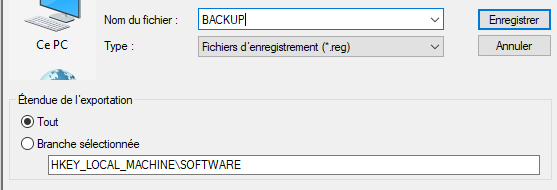 Nom du fichier : BACKUP Enregistrer
Ce PC Type : Fichiers d'enregistrement (*.reg) Annuler
Étendue de l'exportation
Tout
Branche sélectionnée
HKEY_LOCAL_MACHINE\SOFTWARE